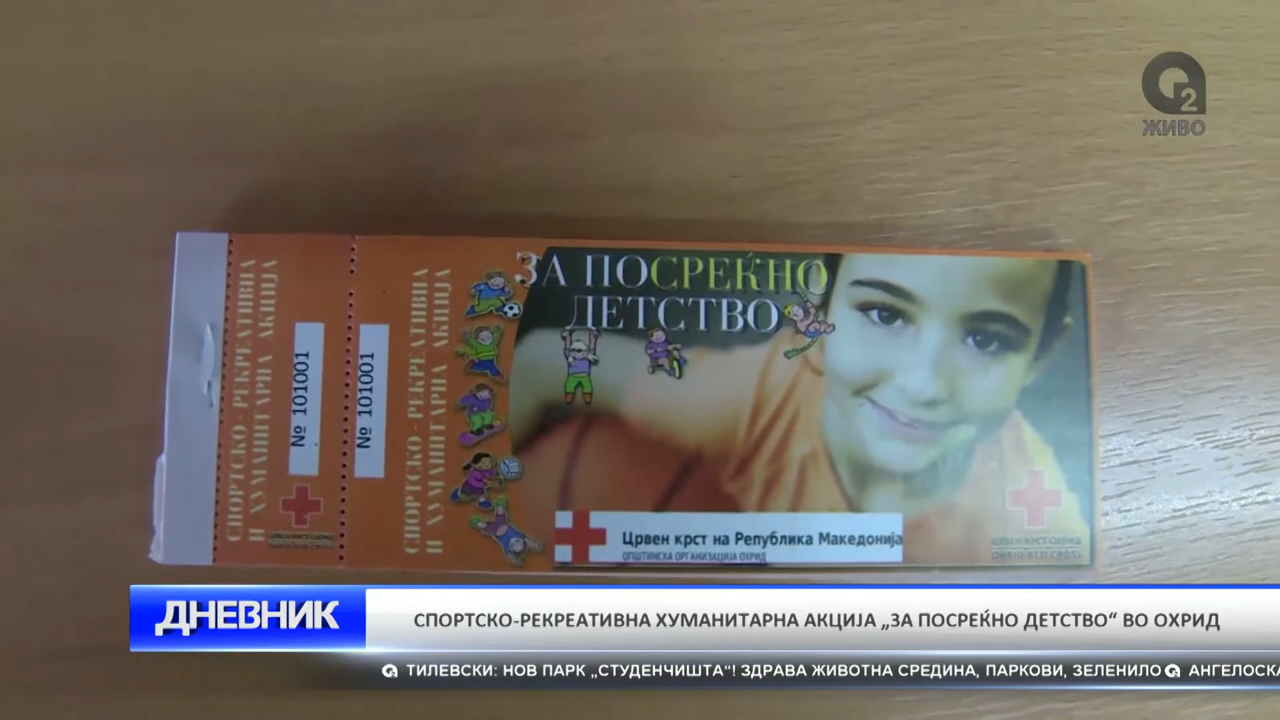 2
ЖИВО
СПОРТСКО - РЕКРЕАТИВНА
И ХУМАНИТАРНА АКЦИЈА
№ 101001
№ 101001
СПОРТСКО - РЕКРЕАТИВНА
И ХУМАНИТАРНА АКЦИЈА
ЗА ПОСРЕЌНО
ДЕТСТВО
Црвен крст на Република Македонија
ОПШТИНСКА ОРГАНИЗАЦИЈА ОХРИД
ЦРВЕН КРСТ ОХРИД
OHRID RED CROSS
ДНЕВНИК
СПОРТСКО-РЕКРЕАТИВНА ХУМАНИТАРНА АКЦИЈА „ЗА ПОСРЕЌНО ДЕТСТВО“ ВО ОХРИД
ТИЛЕВСКИ: НОВ ПАРК „СТУДЕНЧИШТА“! ЗДРАВА ЖИВОТНА СРЕДИНА, ПАРКОВИ, ЗЕЛЕНИЛО АНГЕЛОСКА